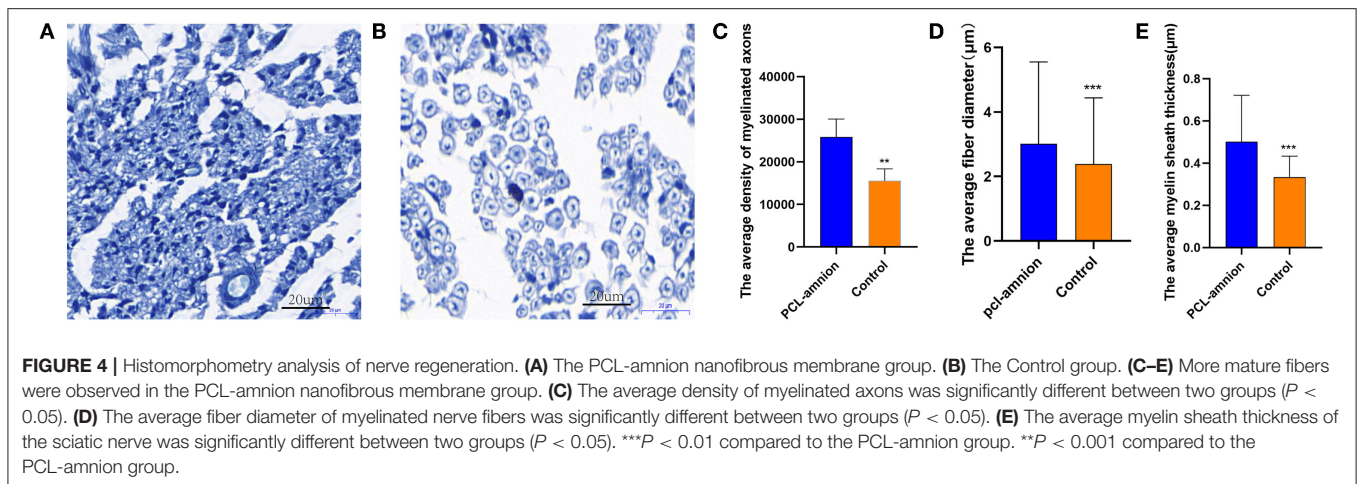 A
B
C
D
E
20um
20 um
20um
20 um
The average density of myelinated axons
40000
30000
20000
10000
0
**
PCL-amnion
Control
The average fiber diameter (μm)
6
4
2
0
***
pcl-amnion
Control
The average myelin sheath thickness(μm)
0.8
0.6
0.4
0.2
0.0
***
PCL-amnion
Control
FIGURE 4 | Histomorphometry analysis of nerve regeneration. (A) The PCL-amnion nanofibrous membrane group. (B) The Control group. (C–E) More mature fibers
were observed in the PCL-amnion nanofibrous membrane group. (C) The average density of myelinated axons was significantly different between two groups (P <
0.05). (D) The average fiber diameter of myelinated nerve fibers was significantly different between two groups (P < 0.05). (E) The average myelin sheath thickness of
the sciatic nerve was significantly different between two groups (P < 0.05). ***P < 0.01 compared to the PCL-amnion group. **P < 0.001 compared to the
PCL-amnion group.